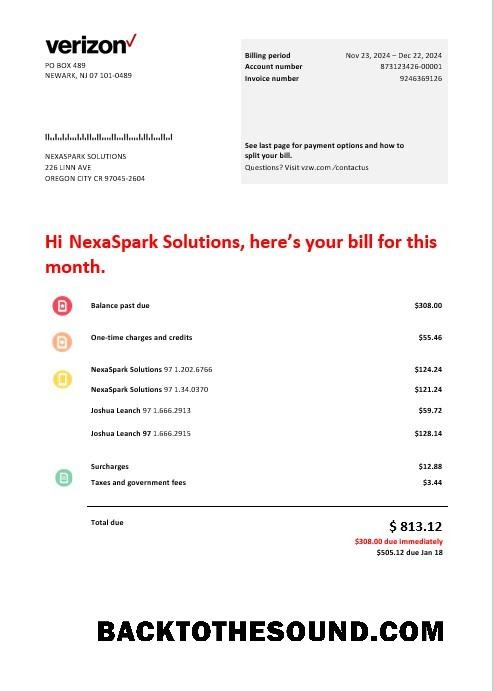 verizon
PO BOX 489
NEWARK, NJ 07 101-0489
Billing period Nov 23, 2024 – Dec 22, 2024
Account number 873123426-00001
Invoice number 9246369126
See last page for payment options and how to
split your bill.
Questions? Visit vzw.com /contactus
NEXASPARK SOLUTIONS
226 LINN AVE
OREGON CITY CR 97045-2604
Hi NexaSpark Solutions, here's your bill for this
month.
Balance past due $308.00
One-time charges and credits $55.46
NexaSpark Solutions 97 1.202.6766 $124.24
NexaSpark Solutions 97 1.34.0370 $121.24
Joshua Leanch 97 1.666.2913 $59.72
Joshua Leanch 97 1.666.2915 $128.14
Surcharges $12.88
Taxes and government fees $3.44
Total due $ 813.12
$308.00 due immediately
$505.12 due Jan 18
BACKTOTHESOUND.COM